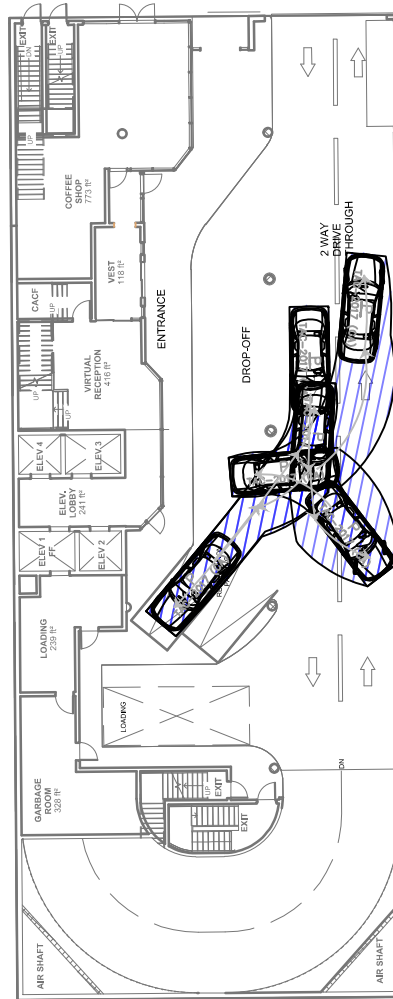 EXIT
DN
EXIT
UP
UP
COFFEE
SHOP
773 ft²
VEST
118 ft²
2 WAY
DRIVE
THROUGH
CACF
ENTRANCE
DROP-OFF
UP
UP
VIRTUAL
RECEPTION
416 ft²
ELEV. 4
ELEV. 3
ELEV.
LOBBY
241 ft²
ELEV 1
FF
ELEV 2
LOADING
239 ft²
LOADING
GARBAGE
ROOM
328 ft²
UP
EXIT
EXIT
DN
AIR SHAFT
AIR SHAFT